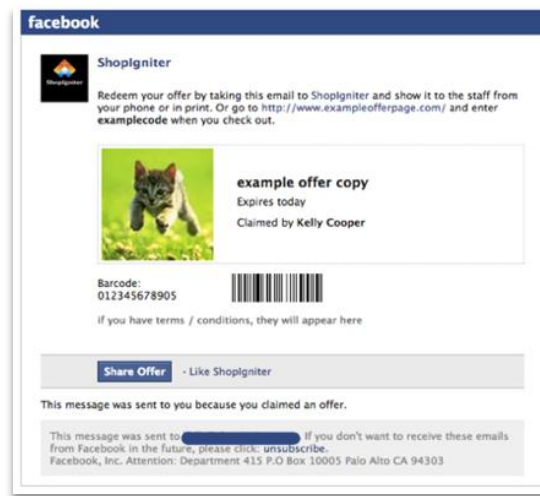 facebook
ShopIgniter
ShopIgniter
Redeem your offer by taking this email to ShopIgniter and show it to the staff from
your phone or in print. Or go to http://www.exampleofferpage.com/ and enter
examplecode when you check out.
example offer copy
Expires today
Claimed by Kelly Cooper
Barcode:
012345678905
if you have terms / conditions, they will appear here
Share Offer - Like ShopIgniter
This message was sent to you because you claimed an offer.
This message was sent to . If you don't want to receive these emails
from Facebook in the future, please click: unsubscribe.
Facebook, Inc. Attention: Department 415 P.O Box 10005 Palo Alto CA 94303